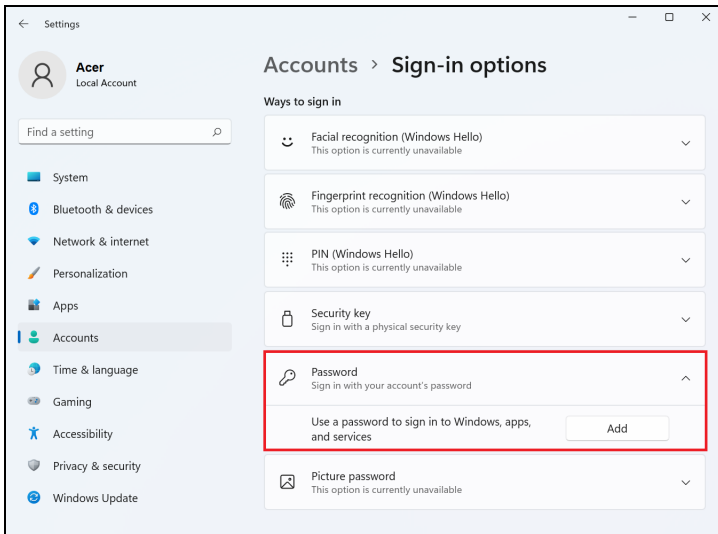 Settings
Acer
Local Account
Find a setting
System
Bluetooth & devices
Network & internet
Personalization
Apps
Accounts
Time & language
Gaming
Accessibility
Privacy & security
Windows Update
Accounts > Sign-in options
Ways to sign in
Facial recognition (Windows Hello)
This option is currently unavailable
Fingerprint recognition (Windows Hello)
This option is currently unavailable
PIN (Windows Hello)
This option is currently unavailable
Security key
Sign in with a physical security key
Password
Sign in with your account's password
Use a password to sign in to Windows, apps,
and services
Add
Picture password
This option is currently unavailable